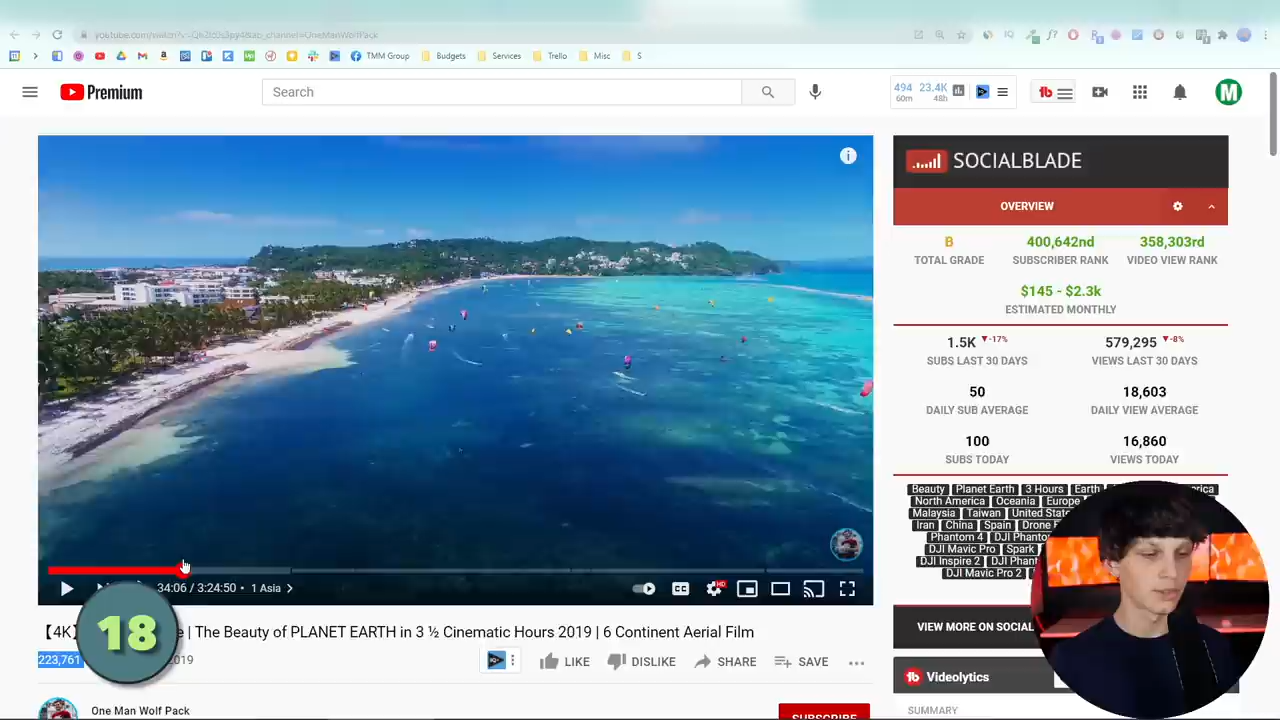 TMM Group
Budgets
Services
Trello
Misc
S
Premium
Search
494
60m
23.4K
48h
M
SOCIALBLADE
OVERVIEW
B
TOTAL GRADE
400,642nd
SUBSCRIBER RANK
358,303rd
VIDEO VIEW RANK
$145 - $2.3k
ESTIMATED MONTHLY
1.5K ▼-17%
SUBS LAST 30 DAYS
579,295 ▼-8%
VIEWS LAST 30 DAYS
50
DAILY SUB AVERAGE
18,603
DAILY VIEW AVERAGE
100
SUBS TODAY
16,860
VIEWS TODAY
Beauty Planet Earth 3 Hours Earth
North America Oceania Europe
Malaysia Taiwan
Iran China Spain
Phantom 4
DJI Mavic Pro Spark
DJI Inspire 2
DJI Mavic Pro 2
VIEW MORE ON SOCIAL
Videolytics
SUMMARY
34:06 / 3:24:50 • 1 Asia
HD
18
【4K】 | The Beauty of PLANET EARTH in 3 ½ Cinematic Hours 2019 | 6 Continent Aerial Film
223,761 2019
LIKE
DISLIKE
SHARE
SAVE
One Man Wolf Pack
SUBSCRIBE